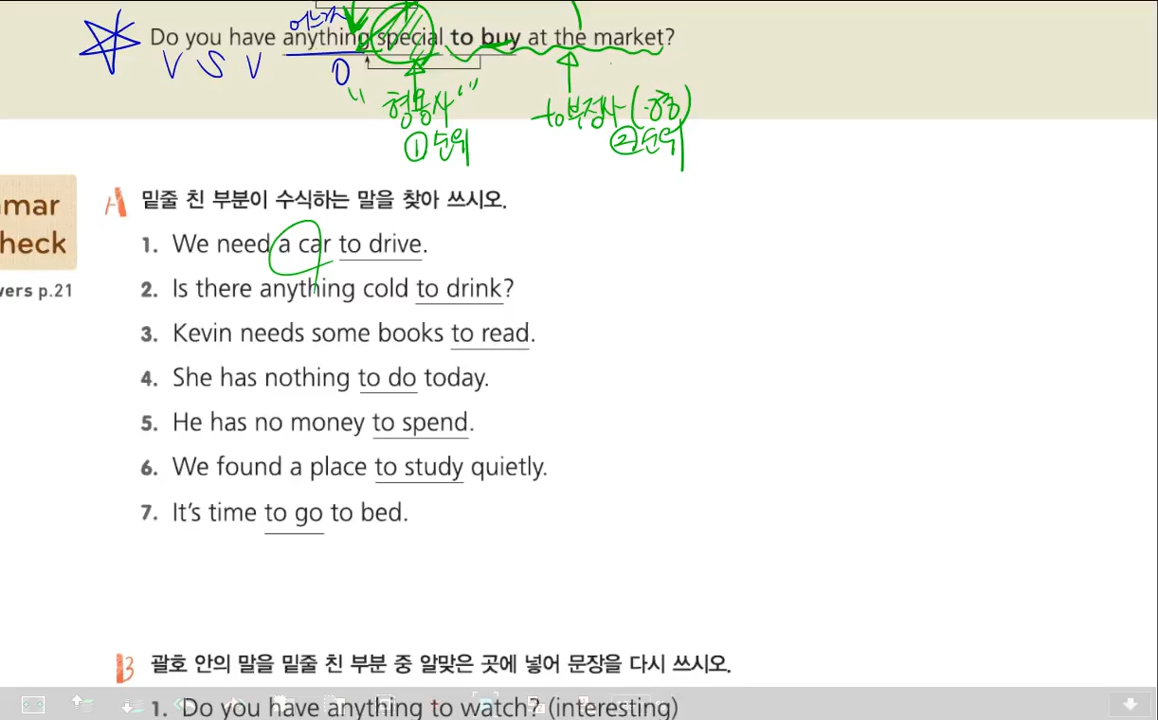 Do you have anything special to buy at the market?
V S V O
"형용사" to부정사(형용)
①순위 ②순위
mmar
heck
wers p.21
A 밑줄 친 부분이 수식하는 말을 찾아 쓰시오.
1. We need a car to drive.
2. Is there anything cold to drink?
3. Kevin needs some books to read.
4. She has nothing to do today.
5. He has no money to spend.
6. We found a place to study quietly.
7. It's time to go to bed.
B 괄호 안의 말을 밑줄 친 부분 중 알맞은 곳에 넣어 문장을 다시 쓰시오.
1. Do you have anything to watch? (interesting)